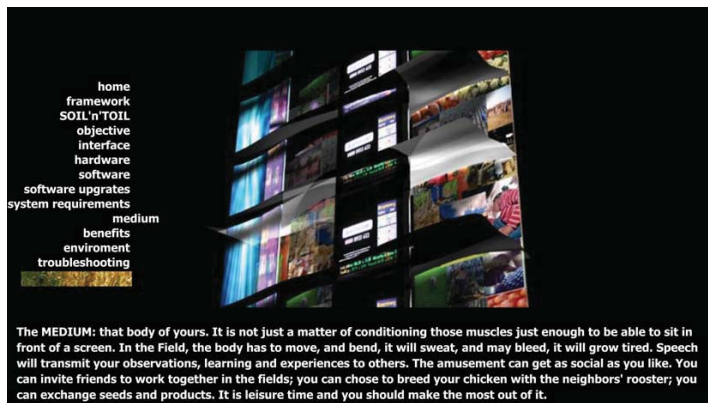 home
framework
SOIL'n'TOIL
objective
interface
hardware
software
software upgrates
system requirements
medium
benefits
enviroment
troubleshooting
The MEDIUM: that body of yours. It is not just a matter of conditioning those muscles just enough to be able to sit in
front of a screen. In the Field, the body has to move, and bend, it will sweat, and may bleed, it will grow tired. Speech
will transmit your observations, learning and experiences to others. The amusement can get as social as you like. You
can invite friends to work together in the fields; you can chose to breed your chicken with the neighbors' rooster; you
can exchange seeds and products. It is leisure time and you should make the most out of it.